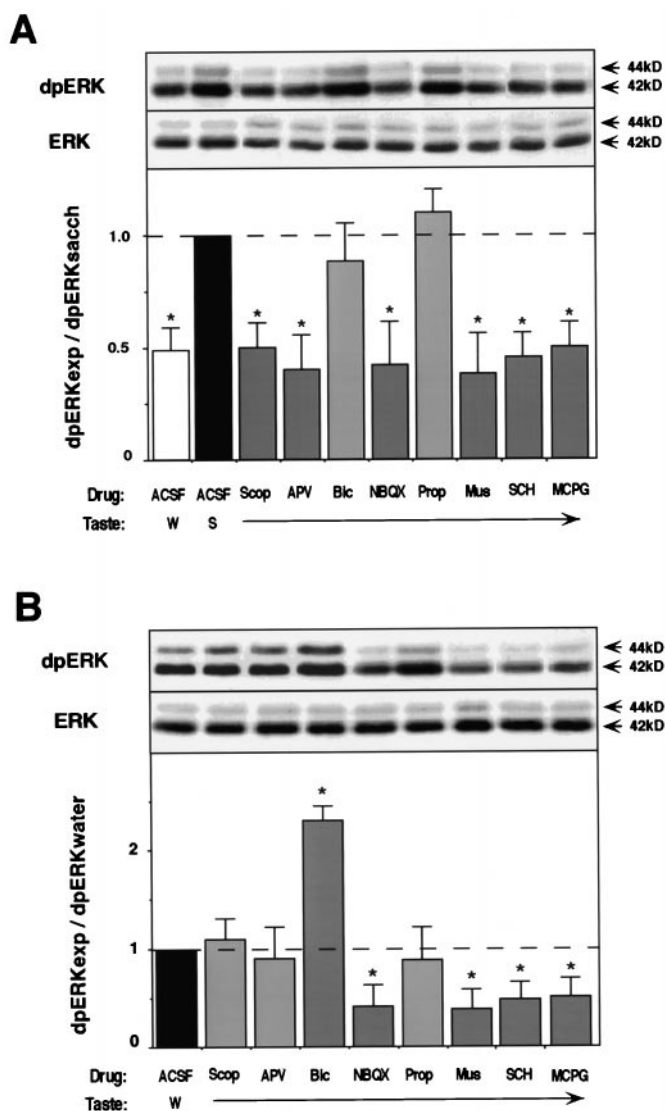 A
dpERK
44kD
42kD
ERK
44kD
42kD
dpERKexp / dpERKsacch
1.0
0.5
0
* * * * * * *
Drug: ACSF ACSF Scop APV Bic NBQX Prop Mus SCH MCPG
Taste: W S
B
dpERK
44kD
42kD
ERK
44kD
42kD
dpERKexp / dpERKwater
2
1
0
* * * * *
Drug: ACSF Scop APV Bic NBQX Prop Mus SCH MCPG
Taste: W